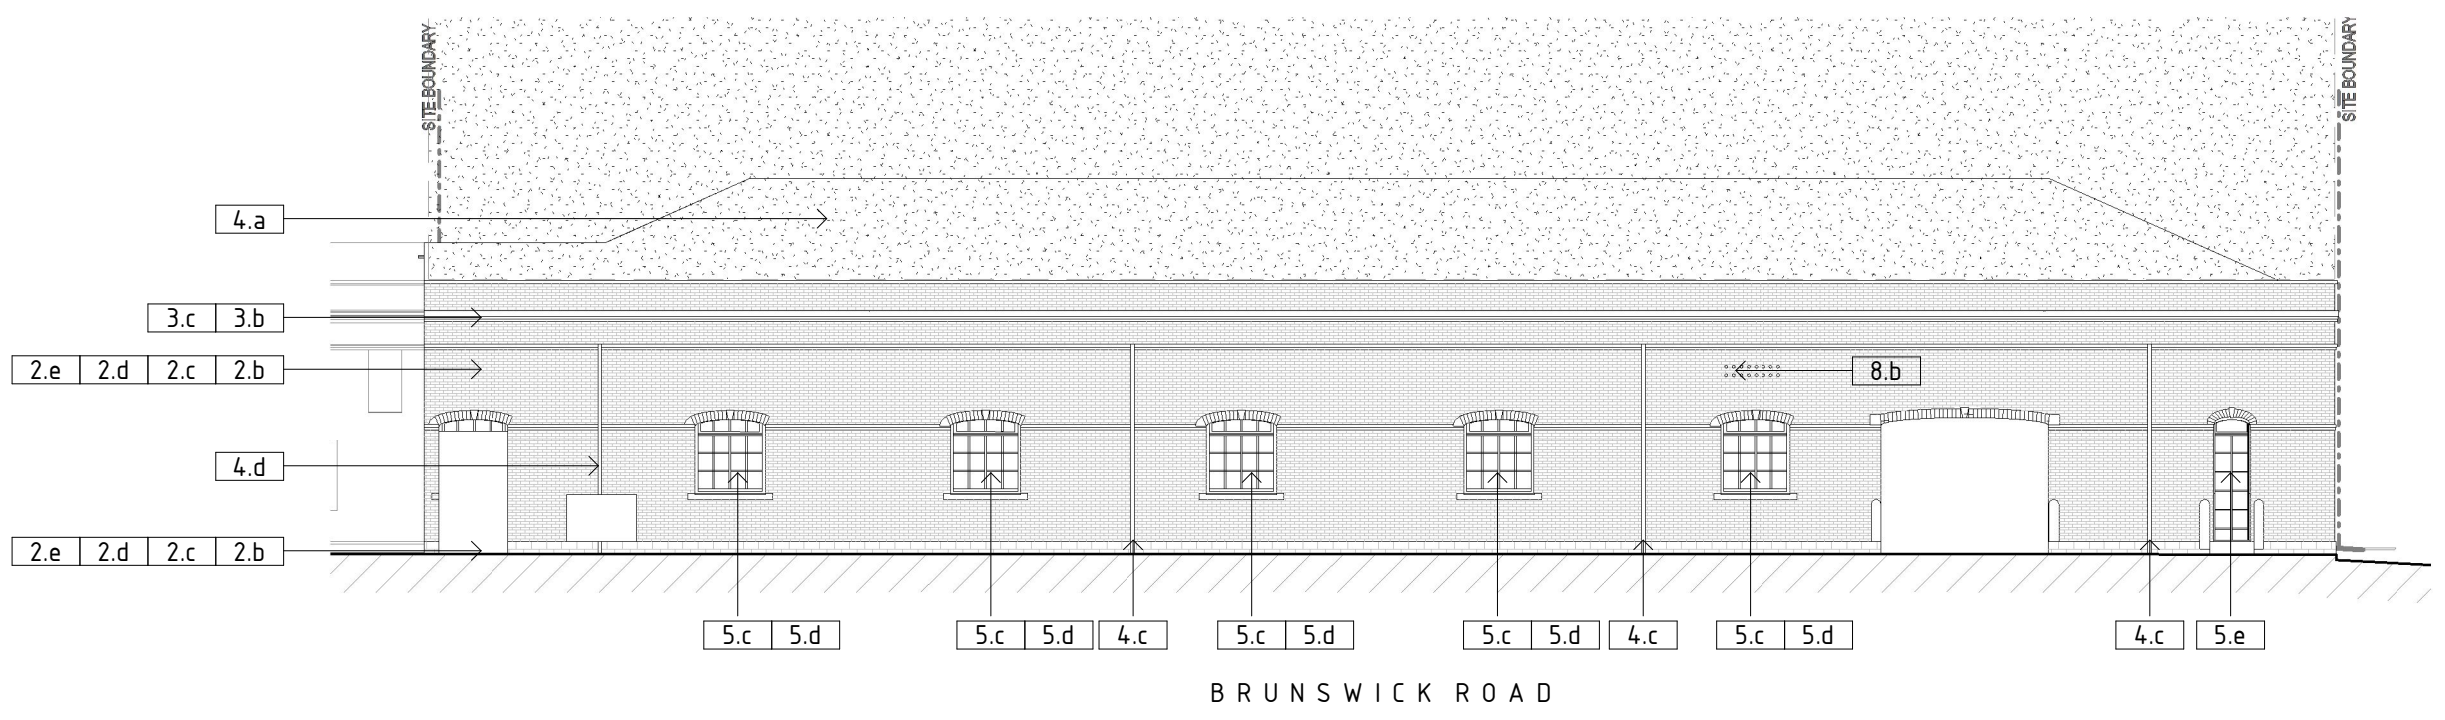 SITE BOUNDARY
SITE BOUNDARY
4.a
3.c 3.b
2.e 2.d 2.c 2.b
8.b
4.d
2.e 2.d 2.c 2.b
5.c 5.d 5.c 5.d 4.c 5.c 5.d 5.c 5.d 4.c 5.c 5.d 4.c 5.e
BRUNSWICK ROAD